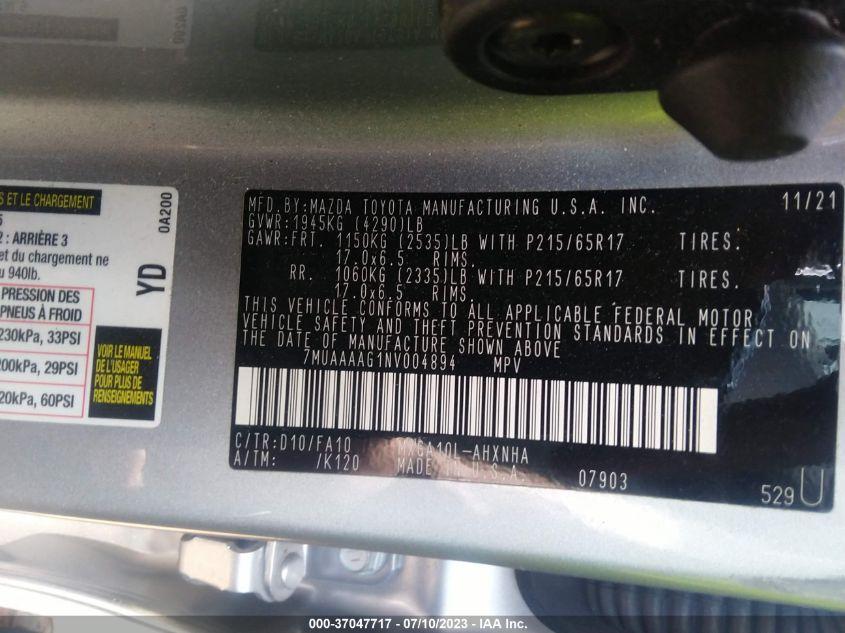 S ET LE CHARGEMENT
5
2 : ARRIÈRE 3
et du chargement ne
u 940lb.
PRESSION DES
PNEUS À FROID
230kPa, 33PSI
200kPa, 29PSI
20kPa, 60PSI
VOIR LE MANUEL
DE L'USAGER
POUR PLUS DE
RENSEIGNEMENTS
YD
0A200
MFD.BY:MAZDA TOYOTA MANUFACTURING U.S.A. INC. 11/21
GVWR:1945KG (4290)LB
GAWR:FRT. 1150KG (2535)LB WITH P215/65R17 TIRES.
17.0x6.5 RIMS.
RR. 1060KG (2335)LB WITH P215/65R17 TIRES.
17.0x6.5 RIMS.
THIS VEHICLE CONFORMS TO ALL APPLICABLE FEDERAL MOTOR
VEHICLE SAFETY AND THEFT PREVENTION STANDARDS IN EFFECT ON
THE DATE OF MANUFACTURE SHOWN ABOVE
7MUAAAAG1NV004894 MPV
C/TR:D10/FA10 MXGA10L-AHXNHA
A/TM: /K120 MADE IN U.S.A.
07903
529 U
000-37047717 - 07/10/2023 - IAA Inc.